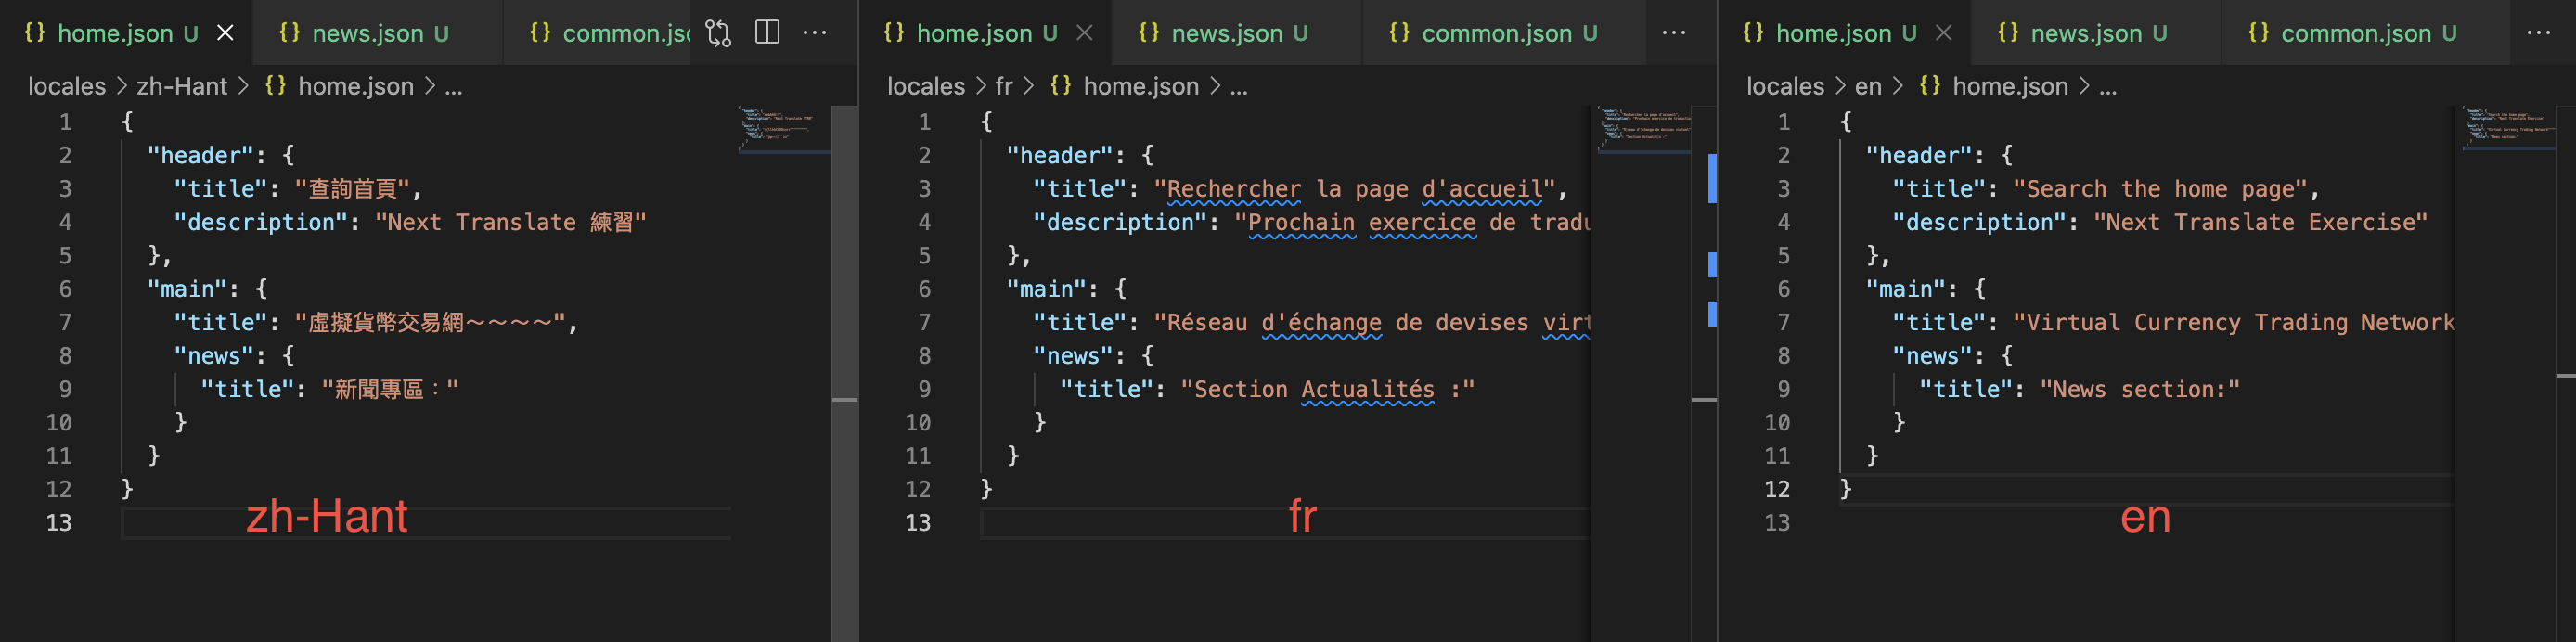 home.json U
news.json U
common.jso
locales > zh-Hant > {} home.json > ...
1 {
2 "header": {
3 "title": "查詢首頁",
4 "description": "Next Translate 練習"
5 },
6 "main": {
7 "title": "虛擬貨幣交易網～～～～",
8 "news": {
9 "title": "新聞專區："
10 }
11 }
12 }
13
zh-Hant
home.json U
news.json U
common.json U
locales > fr > {} home.json > ...
1 {
2 "header": {
3 "title": "Rechercher la page d'accueil",
4 "description": "Prochain exercice de tradu
5 },
6 "main": {
7 "title": "Réseau d'échange de devises virt
8 "news": {
9 "title": "Section Actualités :"
10 }
11 }
12 }
13
fr
home.json U
news.json U
common.json U
locales > en > {} home.json > ...
1 {
2 "header": {
3 "title": "Search the home page",
4 "description": "Next Translate Exercise"
5 },
6 "main": {
7 "title": "Virtual Currency Trading Network
8 "news": {
9 "title": "News section:"
10 }
11 }
12 }
13
en